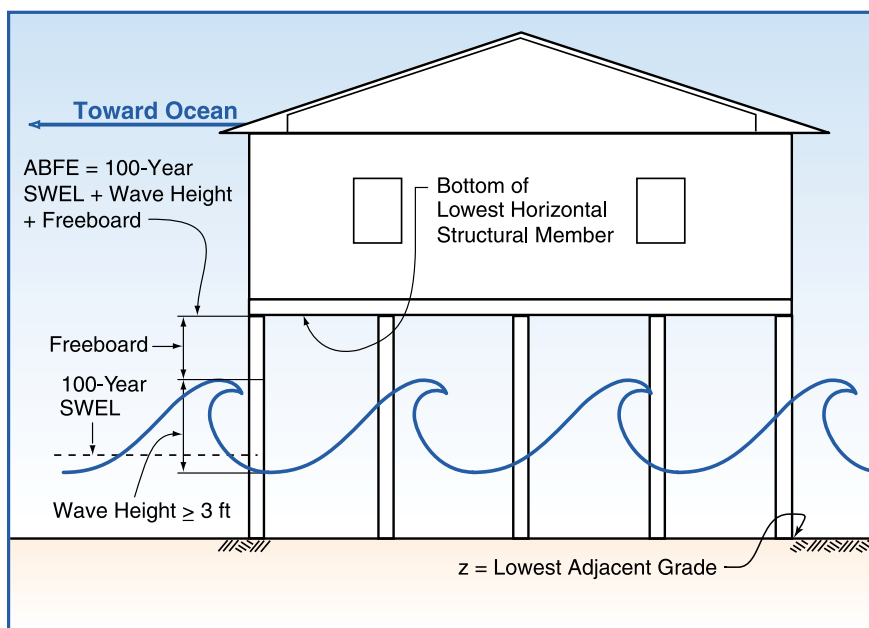 Toward Ocean
ABFE = 100-Year
SWEL + Wave Height
+ Freeboard
Bottom of
Lowest Horizontal
Structural Member
Freeboard
100-Year
SWEL
Wave Height ≥ 3 ft
z = Lowest Adjacent Grade